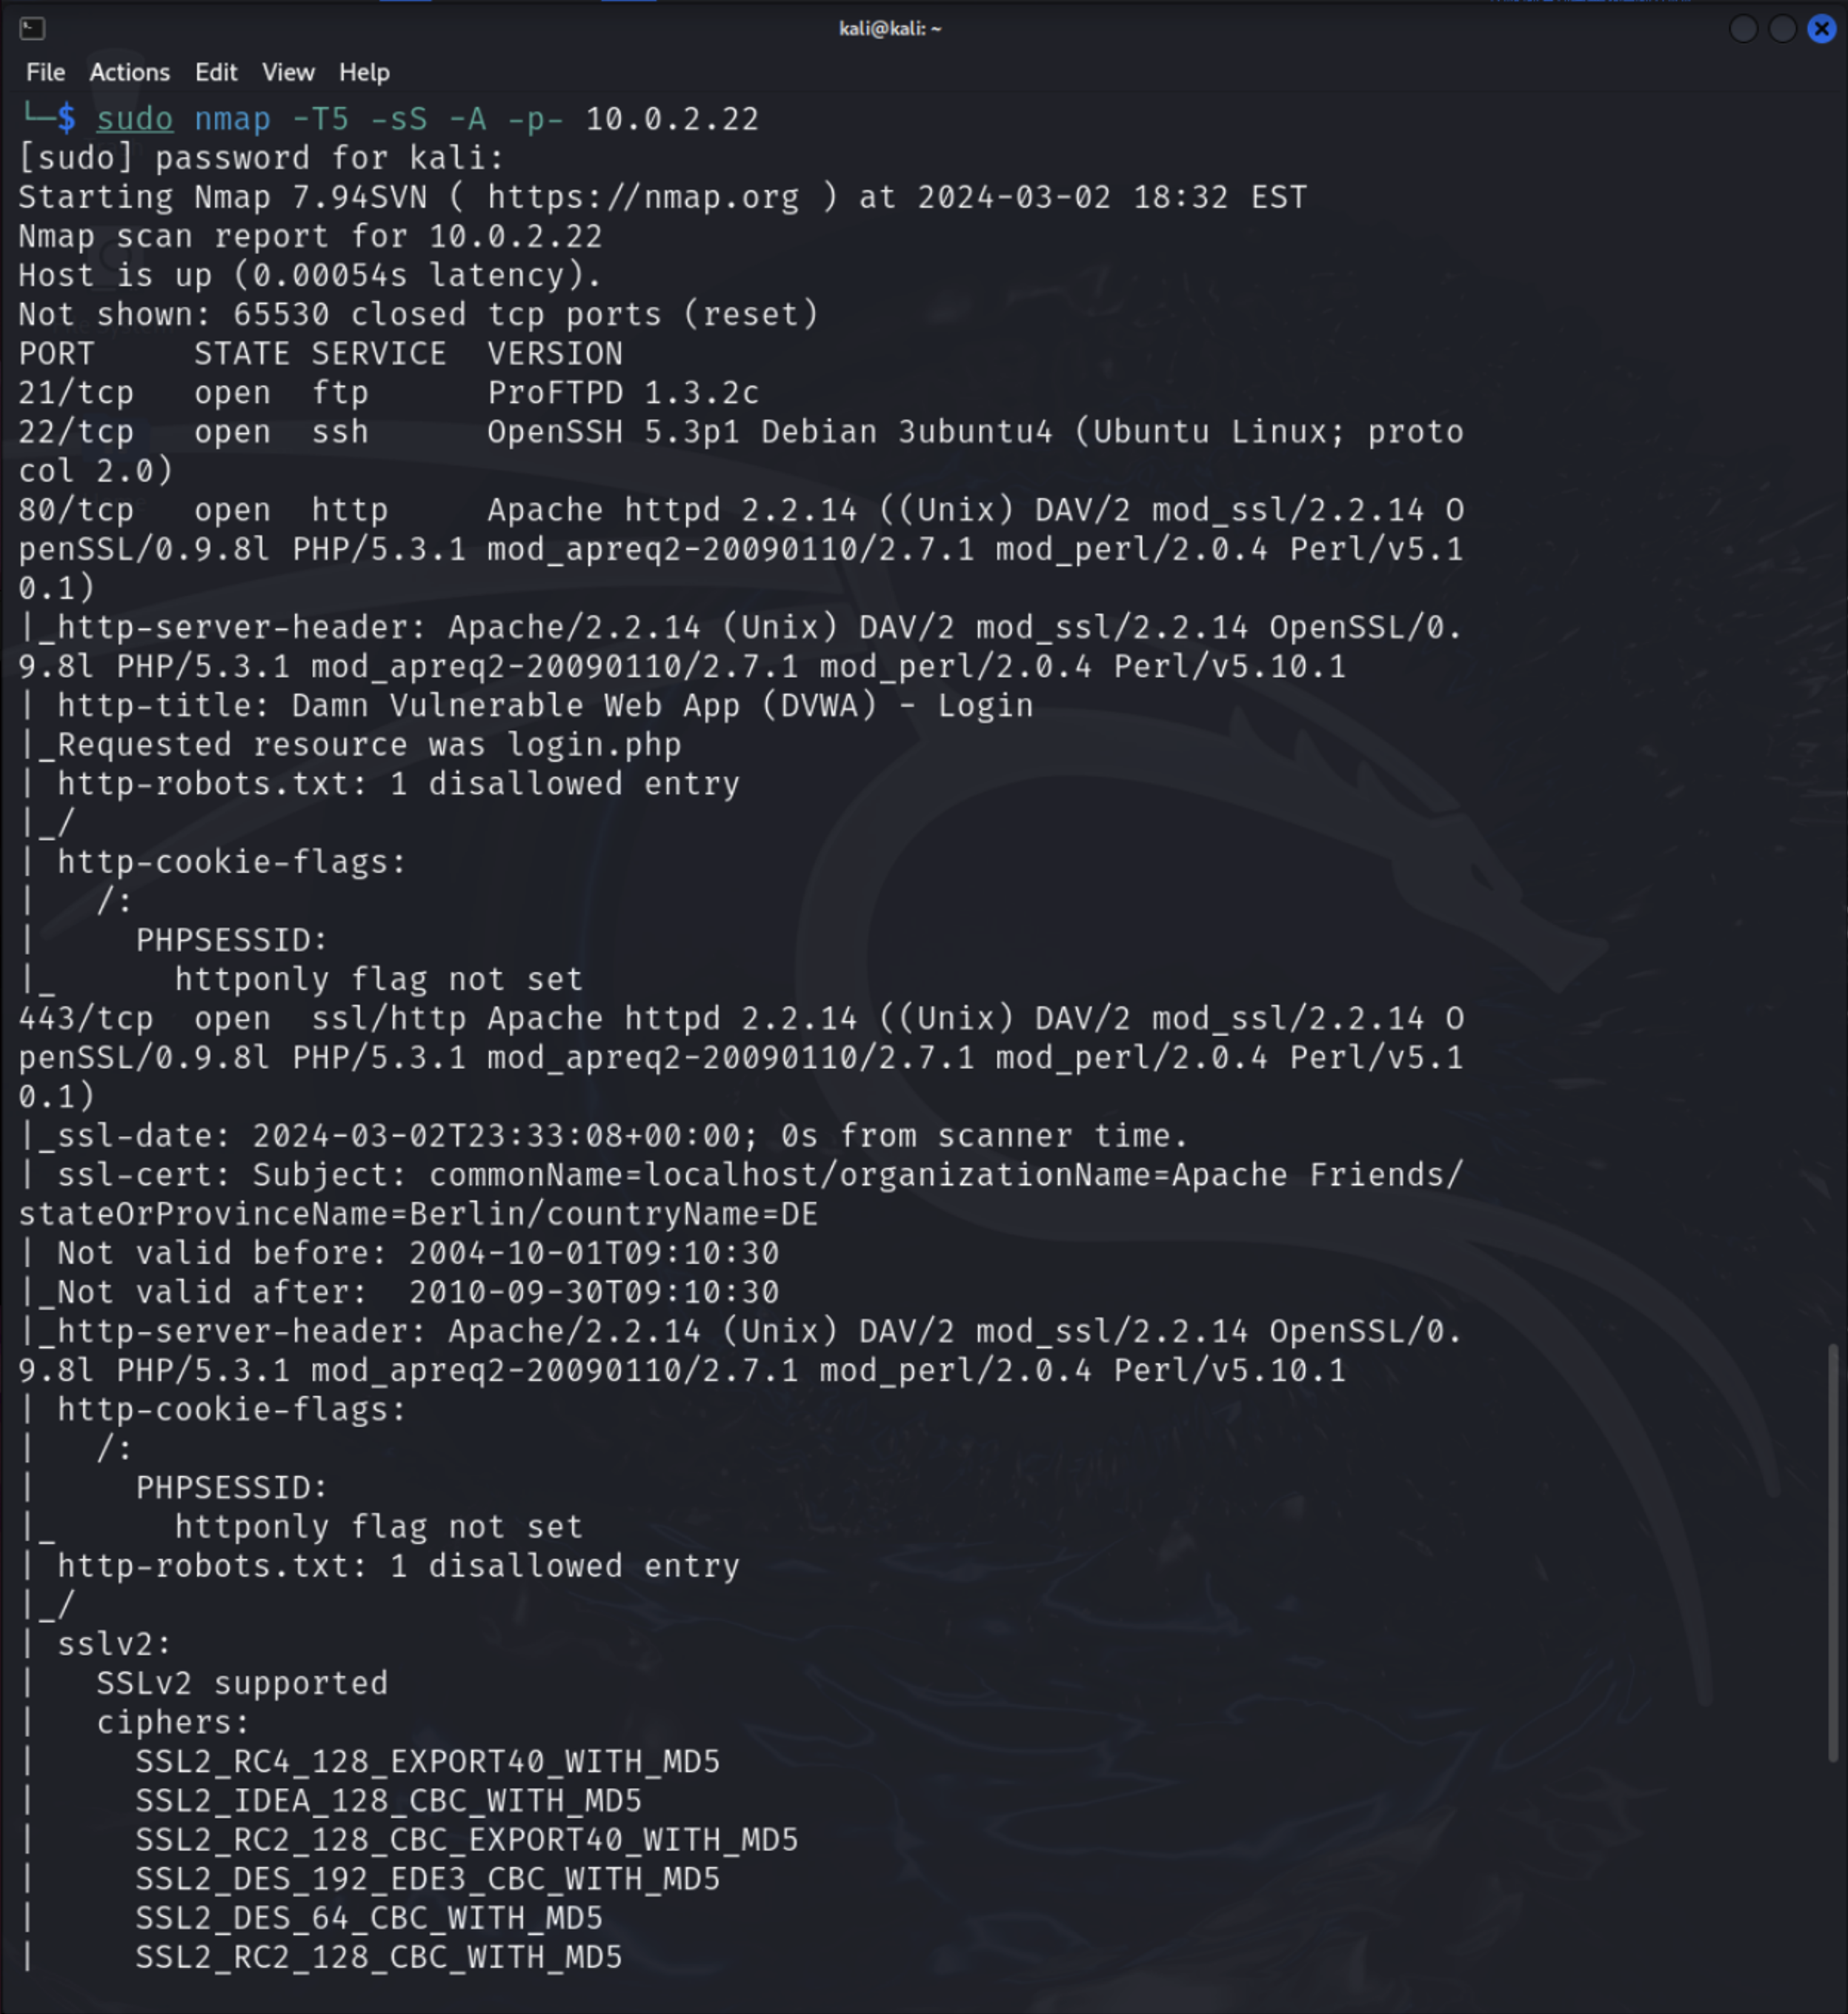 kali@kali: ~
File Actions Edit View Help
└─$ sudo nmap -T5 -sS -A -p- 10.0.2.22
[sudo] password for kali:
Starting Nmap 7.94SVN ( https://nmap.org ) at 2024-03-02 18:32 EST
Nmap scan report for 10.0.2.22
Host is up (0.00054s latency).
Not shown: 65530 closed tcp ports (reset)
PORT     STATE SERVICE  VERSION
21/tcp   open  ftp      ProFTPD 1.3.2c
22/tcp   open  ssh      OpenSSH 5.3p1 Debian 3ubuntu4 (Ubuntu Linux; proto
col 2.0)
80/tcp   open  http     Apache httpd 2.2.14 ((Unix) DAV/2 mod_ssl/2.2.14 O
penSSL/0.9.8l PHP/5.3.1 mod_apreq2-20090110/2.7.1 mod_perl/2.0.4 Perl/v5.1
0.1)
|_http-server-header: Apache/2.2.14 (Unix) DAV/2 mod_ssl/2.2.14 OpenSSL/0.
9.8l PHP/5.3.1 mod_apreq2-20090110/2.7.1 mod_perl/2.0.4 Perl/v5.10.1
| http-title: Damn Vulnerable Web App (DVWA) - Login
|_Requested resource was login.php
| http-robots.txt: 1 disallowed entry
|_/
| http-cookie-flags:
|   /:
|     PHPSESSID:
|_      httponly flag not set
443/tcp  open  ssl/http Apache httpd 2.2.14 ((Unix) DAV/2 mod_ssl/2.2.14 O
penSSL/0.9.8l PHP/5.3.1 mod_apreq2-20090110/2.7.1 mod_perl/2.0.4 Perl/v5.1
0.1)
|_ssl-date: 2024-03-02T23:33:08+00:00; 0s from scanner time.
| ssl-cert: Subject: commonName=localhost/organizationName=Apache Friends/
stateOrProvinceName=Berlin/countryName=DE
| Not valid before: 2004-10-01T09:10:30
|_Not valid after:  2010-09-30T09:10:30
|_http-server-header: Apache/2.2.14 (Unix) DAV/2 mod_ssl/2.2.14 OpenSSL/0.
9.8l PHP/5.3.1 mod_apreq2-20090110/2.7.1 mod_perl/2.0.4 Perl/v5.10.1
| http-cookie-flags:
|   /:
|     PHPSESSID:
|_      httponly flag not set
| http-robots.txt: 1 disallowed entry
|_/
| sslv2:
|   SSLv2 supported
|   ciphers:
|     SSL2_RC4_128_EXPORT40_WITH_MD5
|     SSL2_IDEA_128_CBC_WITH_MD5
|     SSL2_RC2_128_CBC_EXPORT40_WITH_MD5
|     SSL2_DES_192_EDE3_CBC_WITH_MD5
|     SSL2_DES_64_CBC_WITH_MD5
|     SSL2_RC2_128_CBC_WITH_MD5